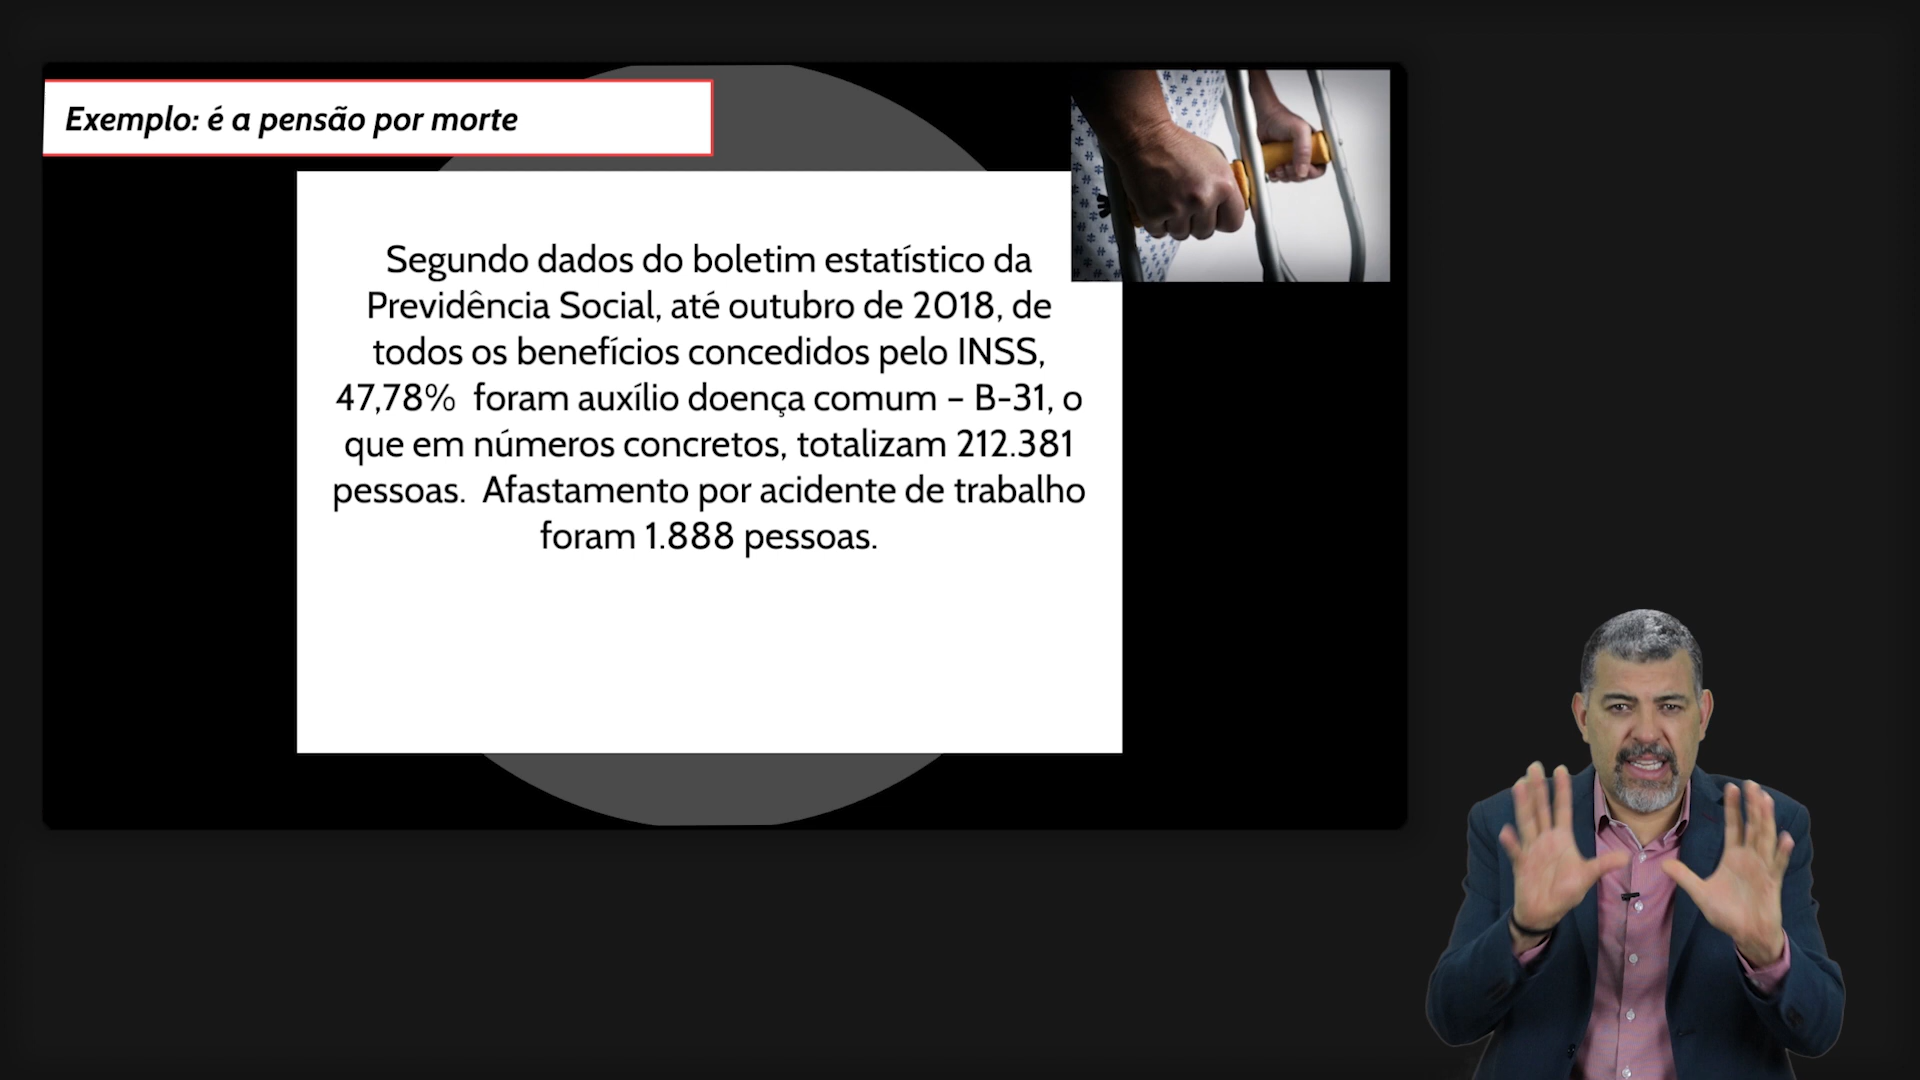 Exemplo: é a pensão por morte
Segundo dados do boletim estatístico da
Previdência Social, até outubro de 2018, de
todos os benefícios concedidos pelo INSS,
47,78%  foram auxílio doença comum – B-31, o
que em números concretos, totalizam 212.381
pessoas.  Afastamento por acidente de trabalho
foram 1.888 pessoas.